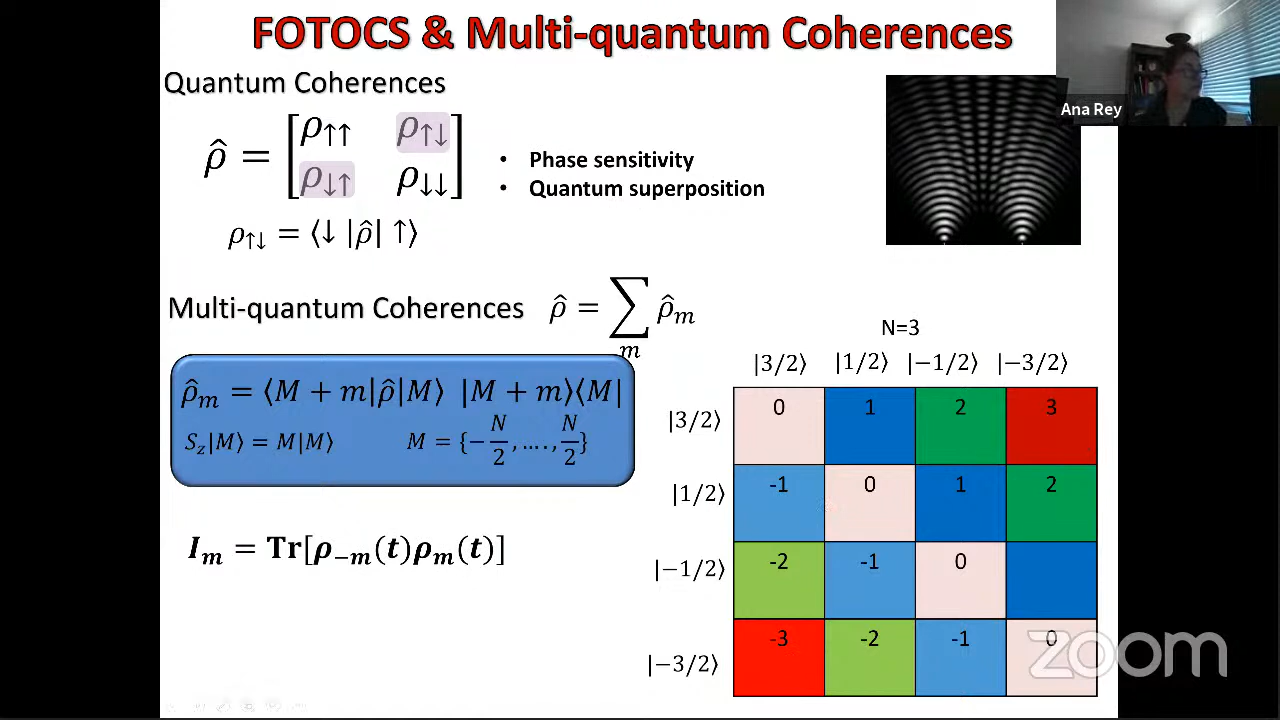 FOTOCS & Multi-quantum Coherences
Quantum Coherences
ρ̂ = [ρ↑↑ ρ↑↓
ρ↓↑ ρ↓↓]
• Phase sensitivity
• Quantum superposition
ρ↑↓ = ⟨↓|ρ̂|↑⟩
Ana Rey
Multi-quantum Coherences ρ̂ = ∑_m ρ̂_m
ρ̂_m = ⟨M + m|ρ̂|M⟩ |M + m⟩⟨M|
S_z|M⟩ = M|M⟩ M = {-N/2, …., N/2}
I_m = Tr[ρ_{-m}(t)ρ_m(t)]
N=3
|3/2⟩ |1/2⟩ |−1/2⟩ |−3/2⟩
|3/2⟩ 0 1 2 3
|1/2⟩ -1 0 1 2
|−1/2⟩ -2 -1 0
|−3/2⟩ -3 -2 -1 0
zoom